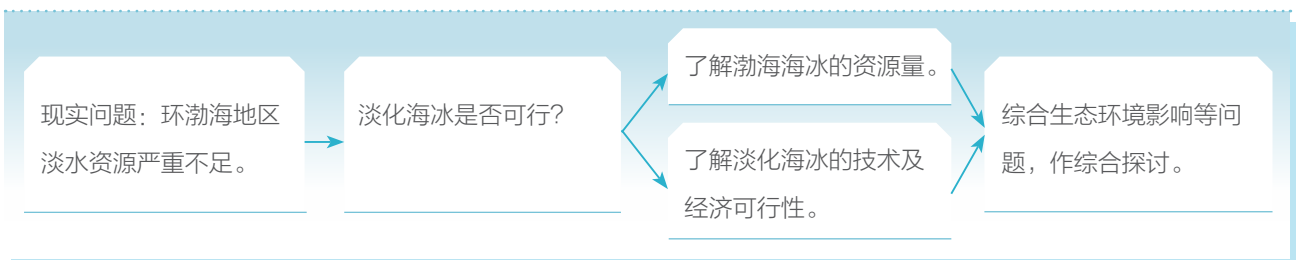 现实问题：环渤海地区
淡水资源严重不足。
淡化海冰是否可行？
了解渤海海冰的资源量。
了解淡化海冰的技术及
经济可行性。
综合生态环境影响等问
题，作综合探讨。